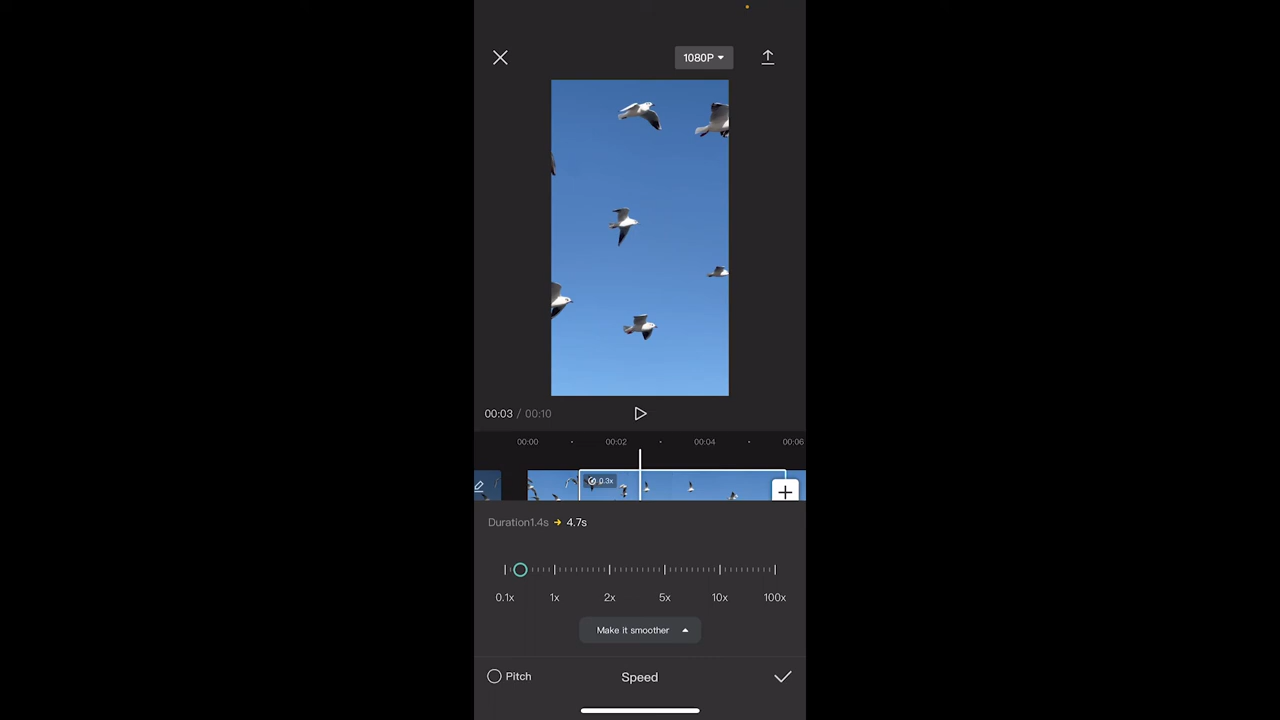 1080P
00:03 / 00:10
00:00 00:02 00:04 00:06
0.3x
Duration1.4s → 4.7s
0.1x 1x 2x 5x 10x 100x
Make it smoother
Pitch Speed